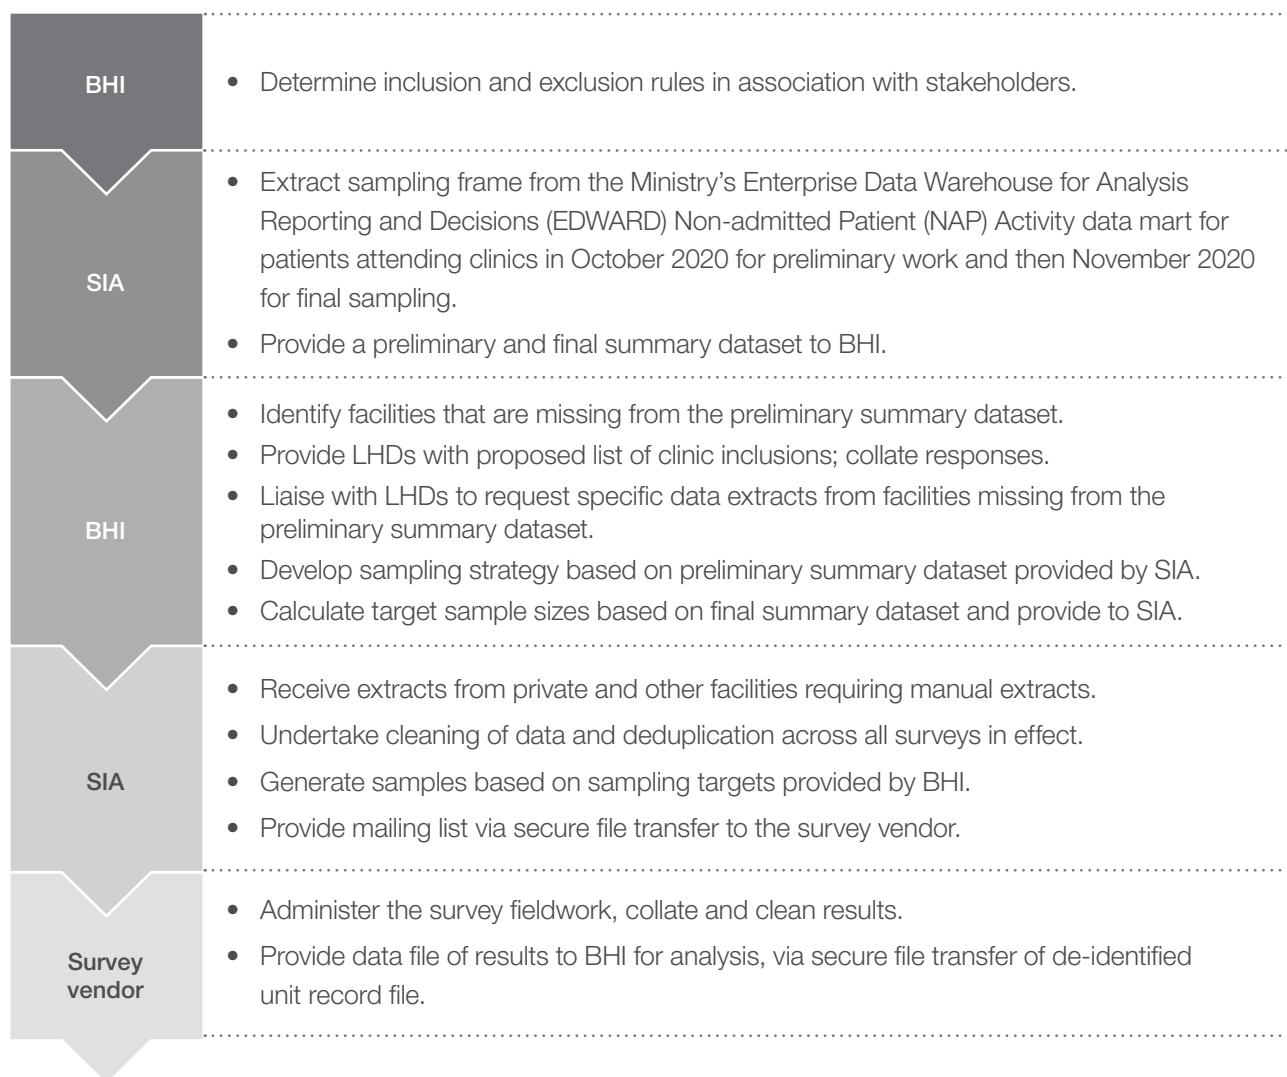 BHI
• Determine inclusion and exclusion rules in association with stakeholders.
SIA
• Extract sampling frame from the Ministry’s Enterprise Data Warehouse for Analysis
Reporting and Decisions (EDWARD) Non-admitted Patient (NAP) Activity data mart for
patients attending clinics in October 2020 for preliminary work and then November 2020
for final sampling.
• Provide a preliminary and final summary dataset to BHI.
BHI
• Identify facilities that are missing from the preliminary summary dataset.
• Provide LHDs with proposed list of clinic inclusions; collate responses.
• Liaise with LHDs to request specific data extracts from facilities missing from the
preliminary summary dataset.
• Develop sampling strategy based on preliminary summary dataset provided by SIA.
• Calculate target sample sizes based on final summary dataset and provide to SIA.
SIA
• Receive extracts from private and other facilities requiring manual extracts.
• Undertake cleaning of data and deduplication across all surveys in effect.
• Generate samples based on sampling targets provided by BHI.
• Provide mailing list via secure file transfer to the survey vendor.
Survey
vendor
• Administer the survey fieldwork, collate and clean results.
• Provide data file of results to BHI for analysis, via secure file transfer of de-identified
unit record file.